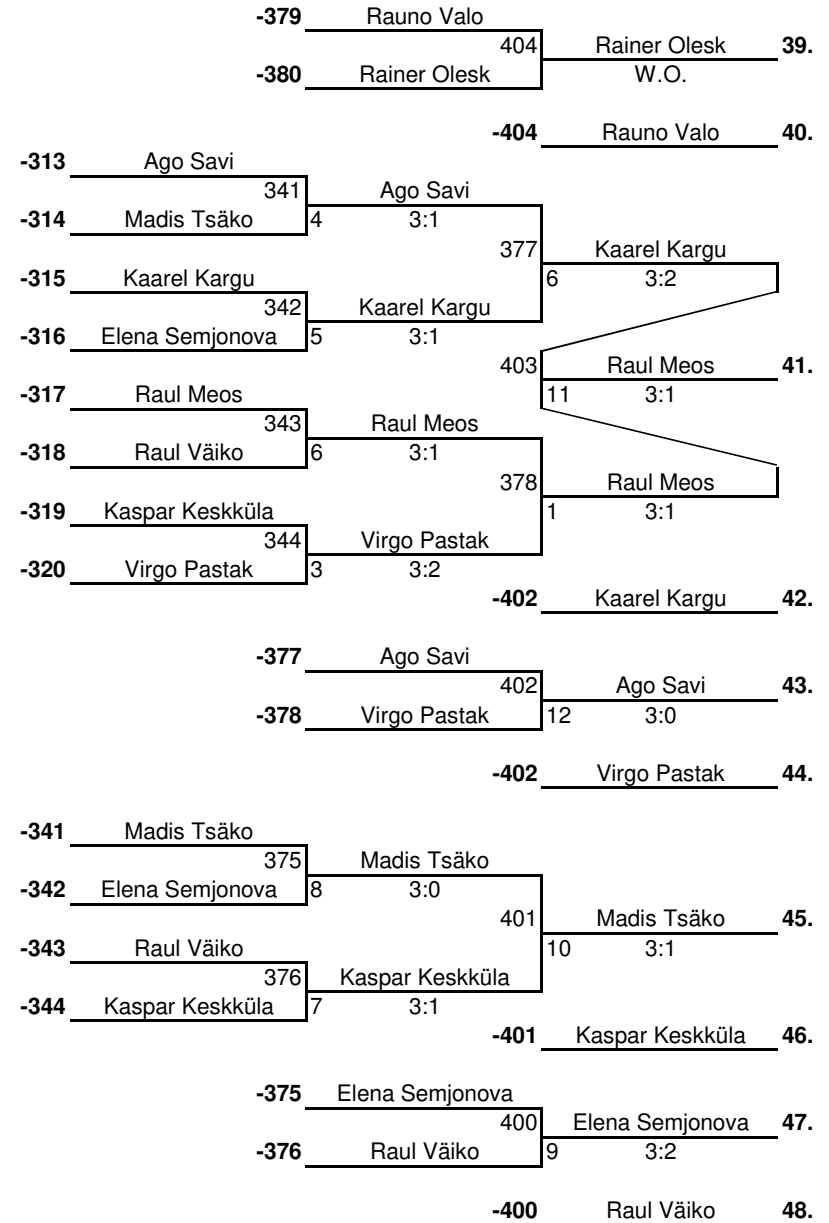 -379 Rauno Valo
404 Rainer Olesk 39.
-380 Rainer Olesk W.O.
-404 Rauno Valo 40.
-313 Ago Savi
341 Ago Savi
-314 Madis Tsäko 4 3:1
377 Kaarel Kargu
-315 Kaarel Kargu 6 3:2
342 Kaarel Kargu
-316 Elena Semjonova 5 3:1
403 Raul Meos 41.
-317 Raul Meos 11 3:1
343 Raul Meos
-318 Raul Väiko 6 3:1
378 Raul Meos
-319 Kaspar Keskküla 1 3:1
344 Virgo Pastak
-320 Virgo Pastak 3 3:2
-402 Kaarel Kargu 42.
-377 Ago Savi
402 Ago Savi 43.
-378 Virgo Pastak 12 3:0
-402 Virgo Pastak 44.
-341 Madis Tsäko
375 Madis Tsäko
-342 Elena Semjonova 8 3:0
401 Madis Tsäko 45.
-343 Raul Väiko 10 3:1
376 Kaspar Keskküla
-344 Kaspar Keskküla 7 3:1
-401 Kaspar Keskküla 46.
-375 Elena Semjonova
400 Elena Semjonova 47.
-376 Raul Väiko 9 3:2
-400 Raul Väiko 48.